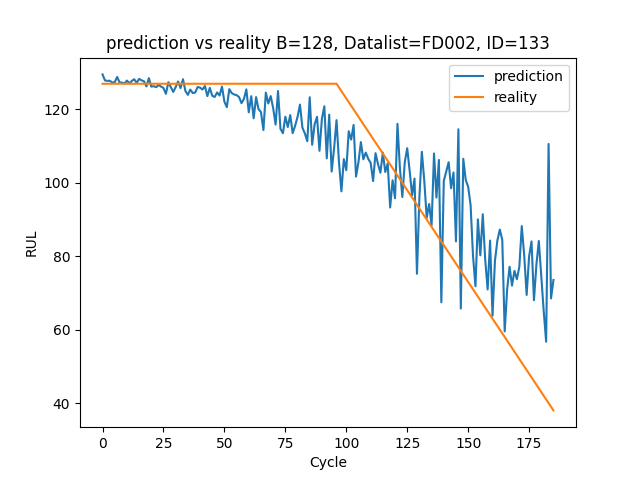 prediction vs reality B=128, Datalist=FD002, ID=133
prediction
reality
RUL
120
100
80
60
40
0 25 50 75 100 125 150 175
Cycle